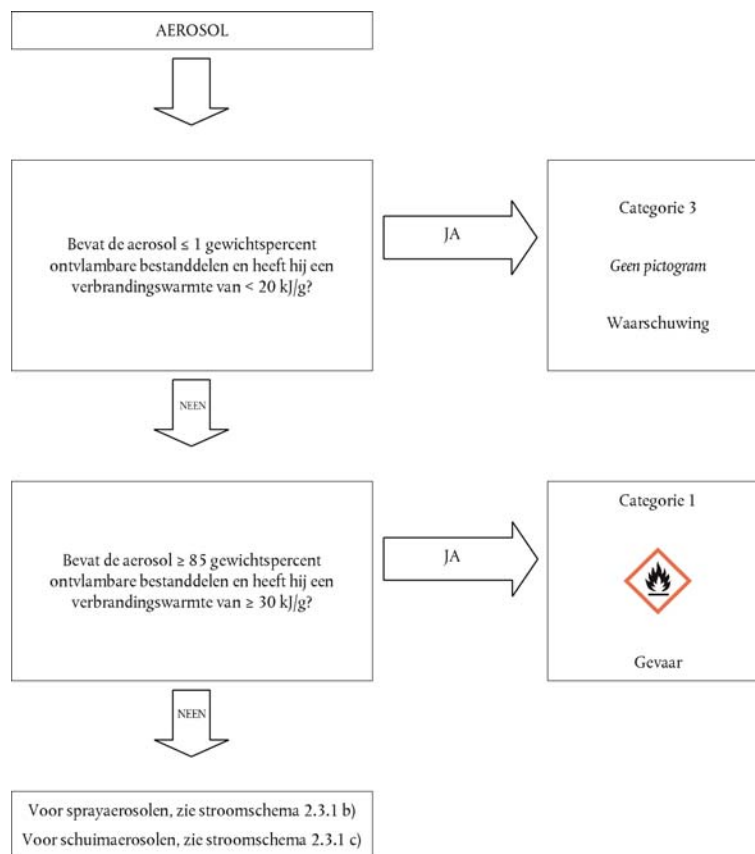 AEROSOL
Bevat de aerosol ≤ 1 gewichtspercent
ontvlambare bestanddelen en heeft hij een
verbrandingswarmte van < 20 kJ/g?
JA
Categorie 3
Geen pictogram
Waarschuwing
NEEN
Bevat de aerosol ≥ 85 gewichtspercent
ontvlambare bestanddelen en heeft hij een
verbrandingswarmte van ≥ 30 kJ/g?
JA
Categorie 1
Gevaar
NEEN
Voor sprayaerosolen, zie stroomschema 2.3.1 b)
Voor schuimaerosolen, zie stroomschema 2.3.1 c)